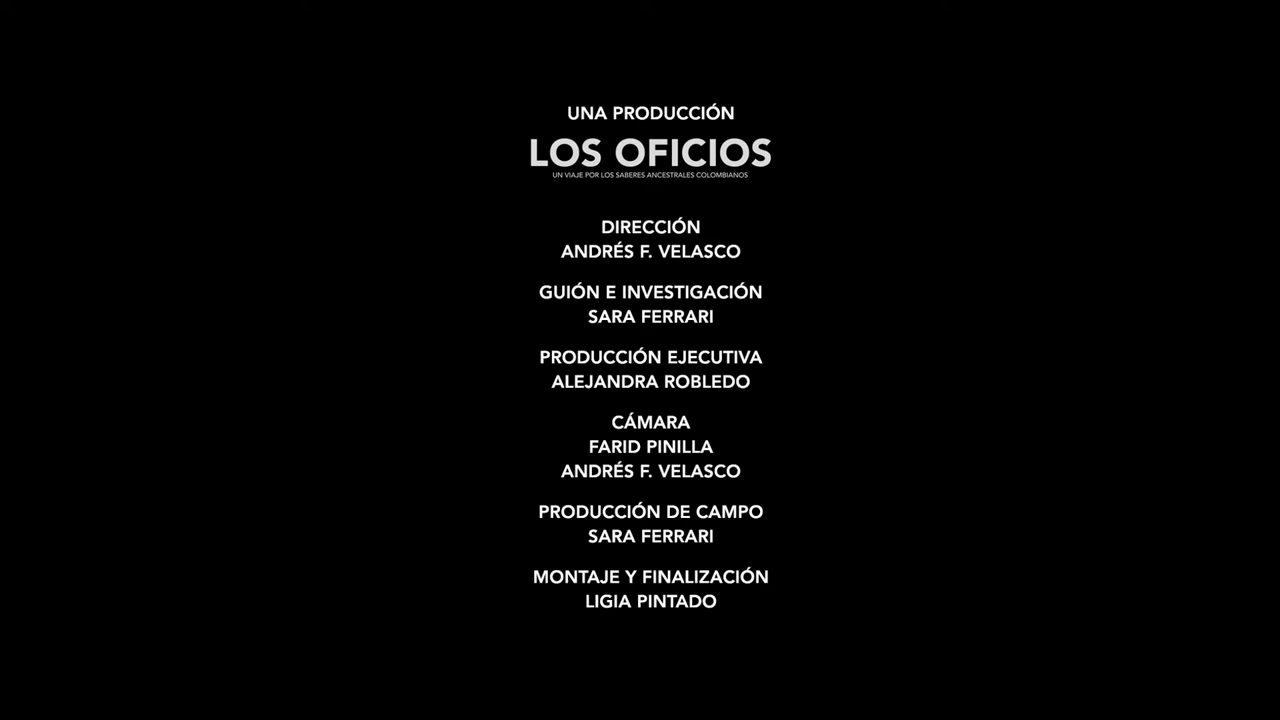 UNA PRODUCCIÓN
LOS OFICIOS
UN VIAJE POR LOS SABERES ANCESTRALES COLOMBIANOS
DIRECCIÓN
ANDRÉS F. VELASCO
GUIÓN E INVESTIGACIÓN
SARA FERRARI
PRODUCCIÓN EJECUTIVA
ALEJANDRA ROBLEDO
CÁMARA
FARID PINILLA
ANDRÉS F. VELASCO
PRODUCCIÓN DE CAMPO
SARA FERRARI
MONTAJE Y FINALIZACIÓN
LIGIA PINTADO